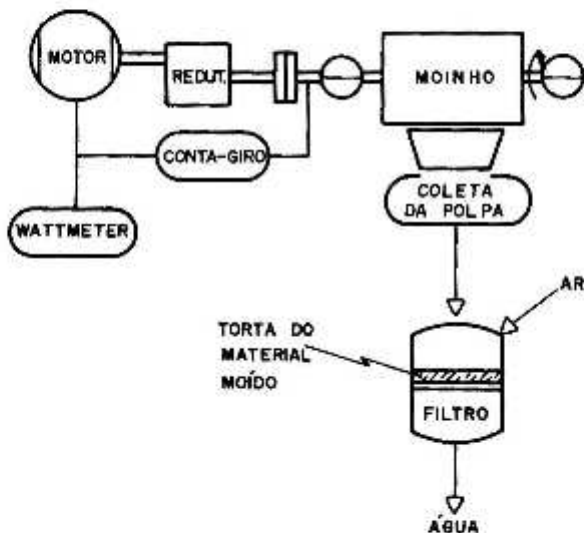 MOTOR
REDUT.
MOINHO
CONTA-GIRO
WATTMETER
COLETA
DA POLPA
AR
TORTA DO
MATERIAL
MOÍDO
FILTRO
ÁGUA